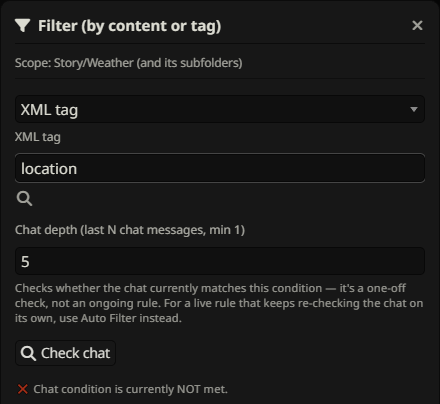 Filter (by content or tag)
Scope: Story/Weather (and its subfolders)
XML tag
XML tag
location
Chat depth (last N chat messages, min 1)
5
Checks whether the chat currently matches this condition — it's a one-off
check, not an ongoing rule. For a live rule that keeps re-checking the chat on
its own, use Auto Filter instead.
Check chat
Chat condition is currently NOT met.